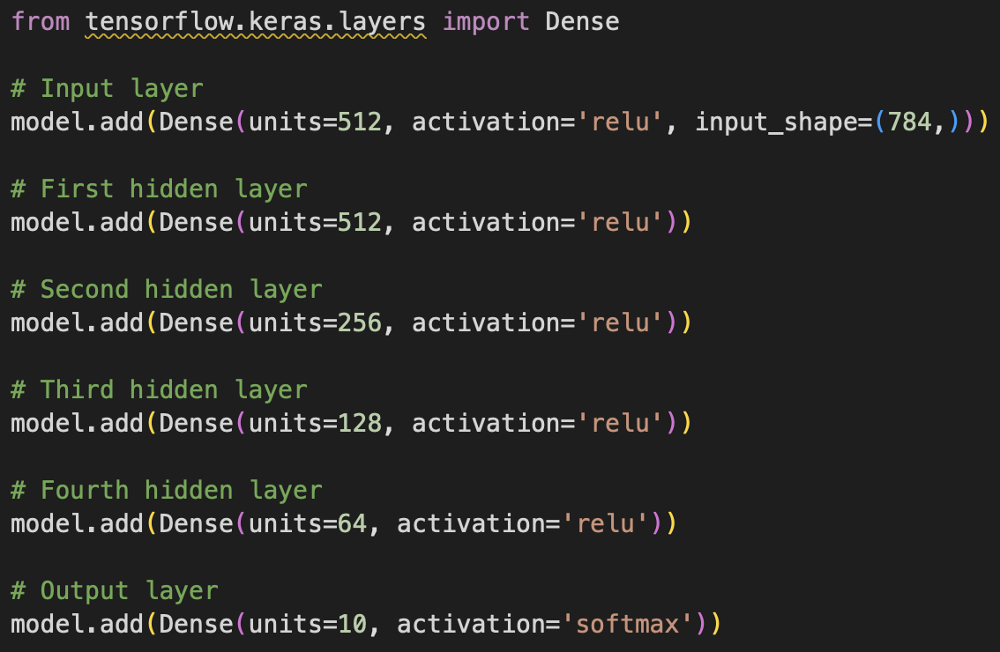 from tensorflow.keras.layers import Dense
# Input layer
model.add(Dense(units=512, activation='relu', input_shape=(784,)))
# First hidden layer
model.add(Dense(units=512, activation='relu'))
# Second hidden layer
model.add(Dense(units=256, activation='relu'))
# Third hidden layer
model.add(Dense(units=128, activation='relu'))
# Fourth hidden layer
model.add(Dense(units=64, activation='relu'))
# Output layer
model.add(Dense(units=10, activation='softmax'))